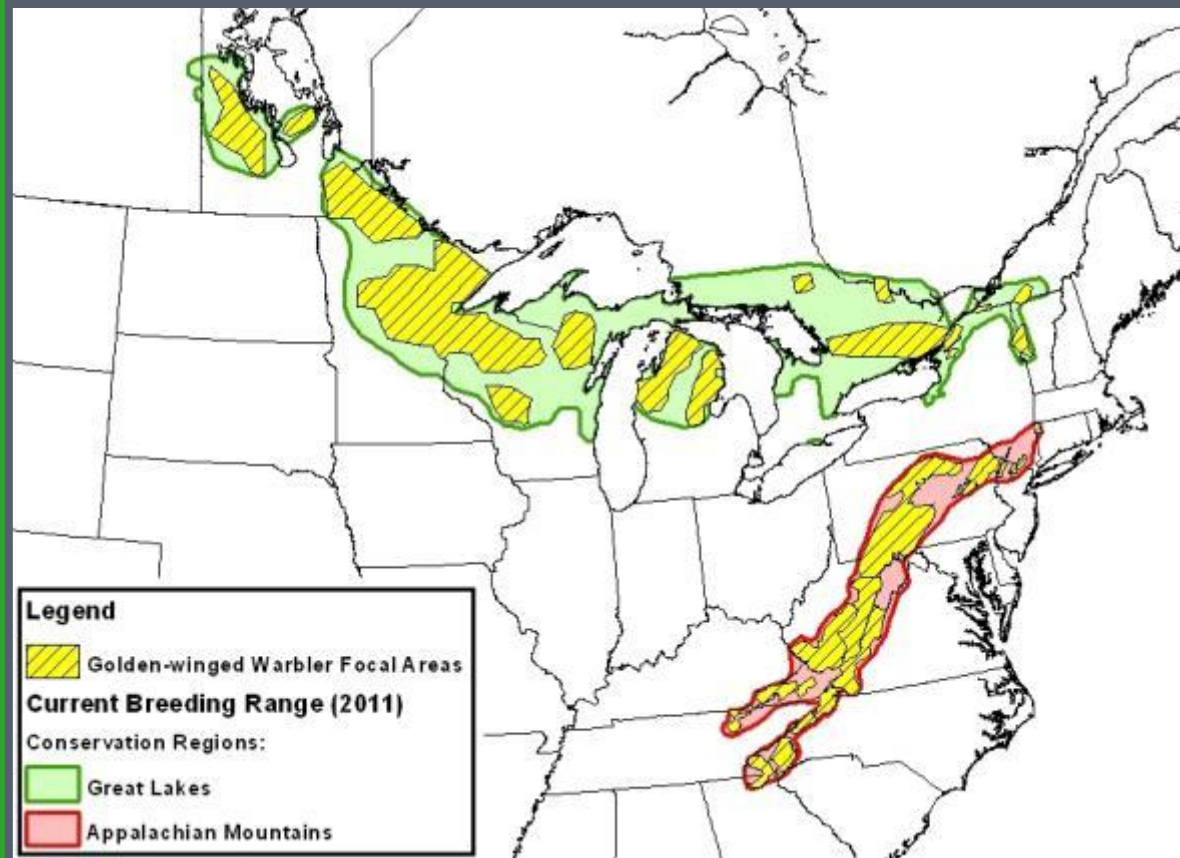 Legend
Golden-winged Warbler Focal Areas
Current Breeding Range (2011)
Conservation Regions:
Great Lakes
Appalachian Mountains